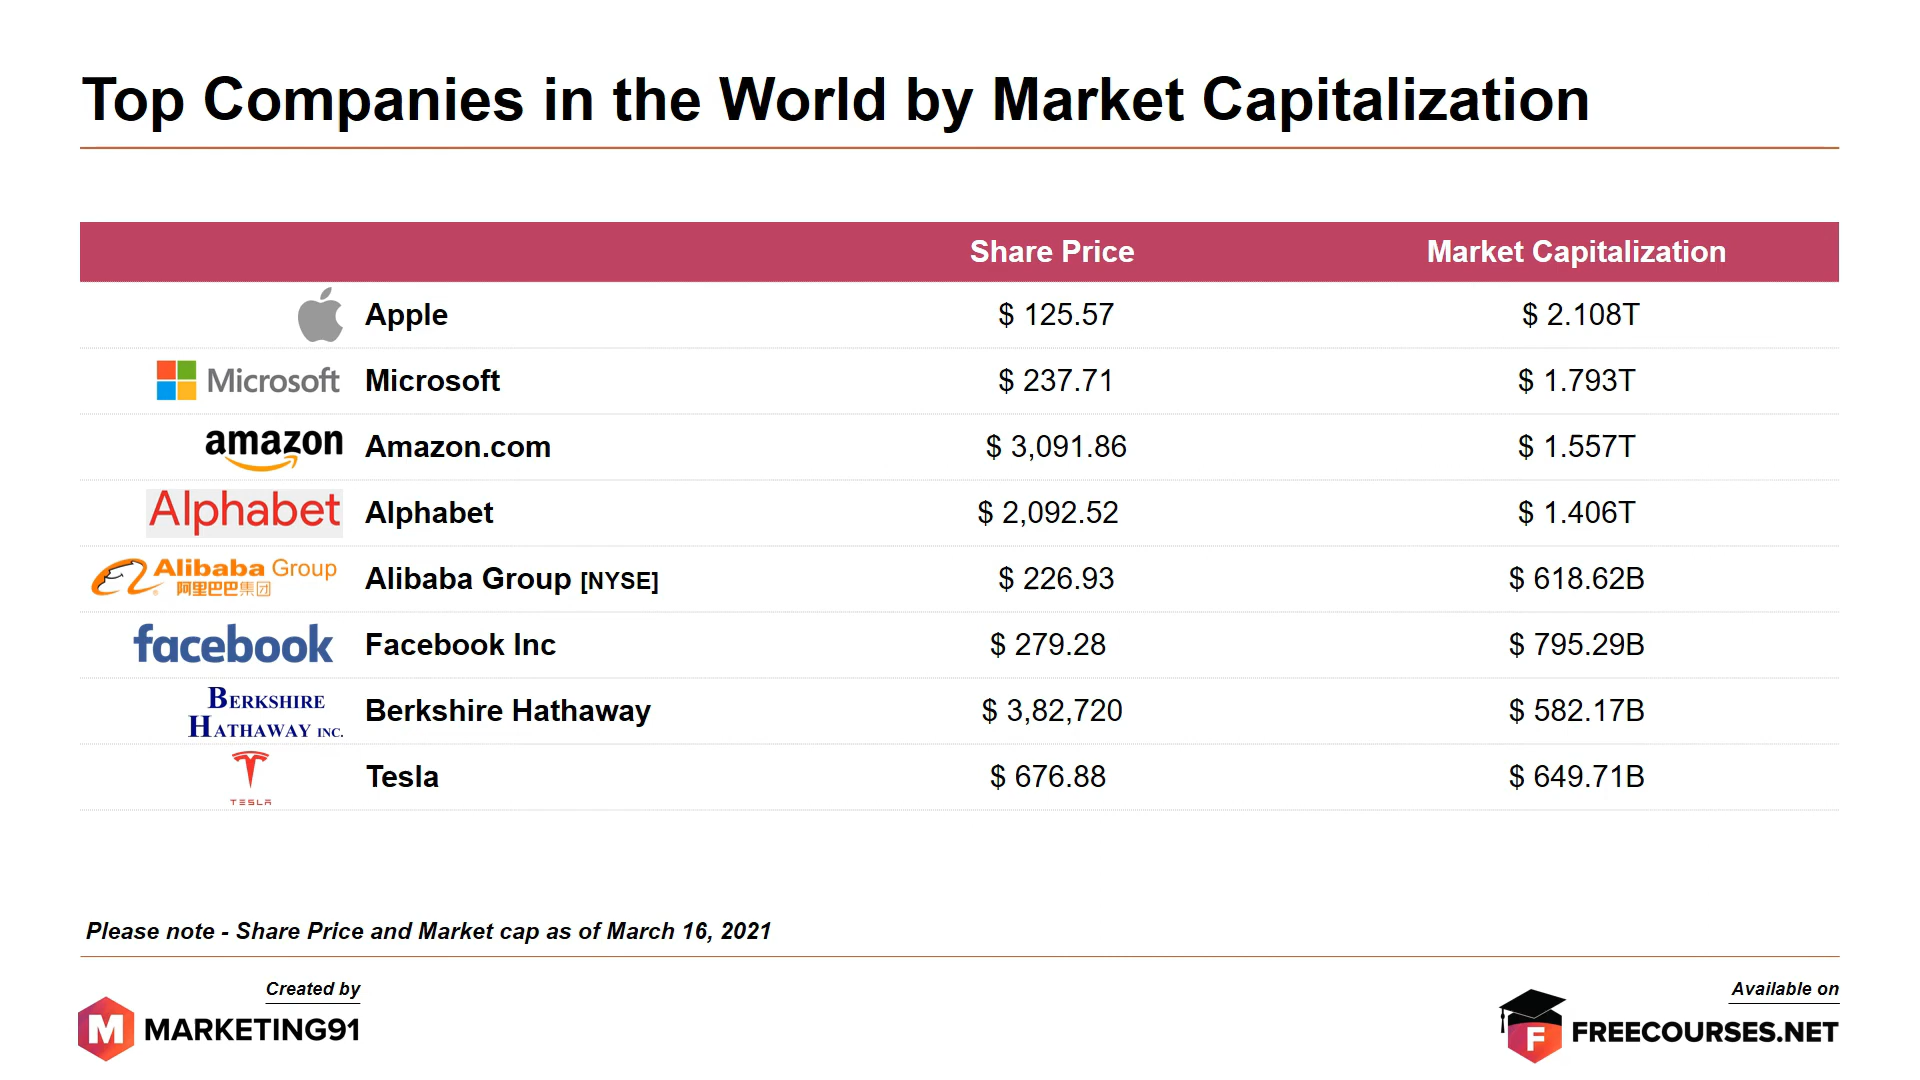 Top Companies in the World by Market Capitalization
Share Price Market Capitalization
Apple $ 125.57 $ 2.108T
Microsoft Microsoft $ 237.71 $ 1.793T
amazon Amazon.com $ 3,091.86 $ 1.557T
Alphabet Alphabet $ 2,092.52 $ 1.406T
Alibaba Group
阿里巴巴集团
Alibaba Group [NYSE] $ 226.93 $ 618.62B
facebook Facebook Inc $ 279.28 $ 795.29B
BERKSHIRE
HATHAWAY INC.
Berkshire Hathaway $ 3,82,720 $ 582.17B
Tesla $ 676.88 $ 649.71B
TESLA
Please note - Share Price and Market cap as of March 16, 2021
Created by
M MARKETING91
Available on
F FREECOURSES.NET